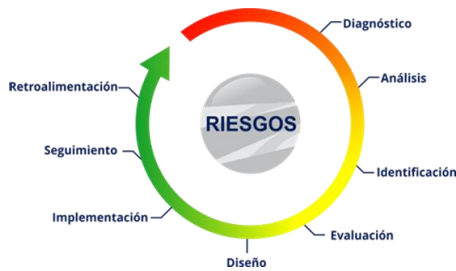 Diagnóstico
Análisis
Identificación
Evaluación
Diseño
Implementación
Seguimiento
Retroalimentación
RIESGOS